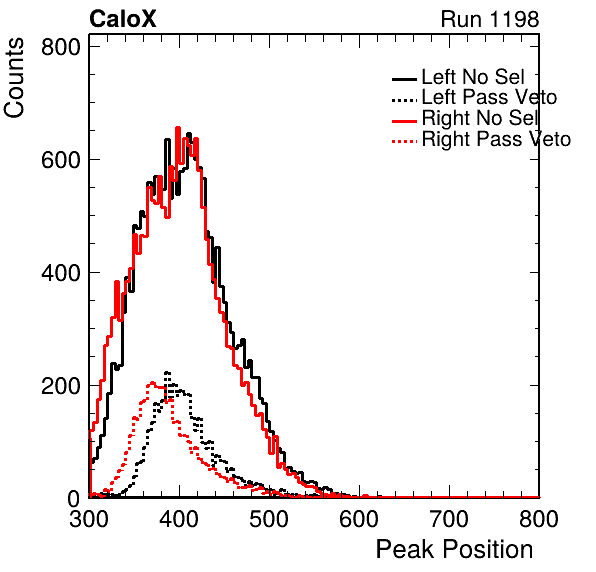 CaloX Run 1198
Counts
800
600
400
200
0
Left No Sel
Left Pass Veto
Right No Sel
Right Pass Veto
300 400 500 600 700 800
Peak Position